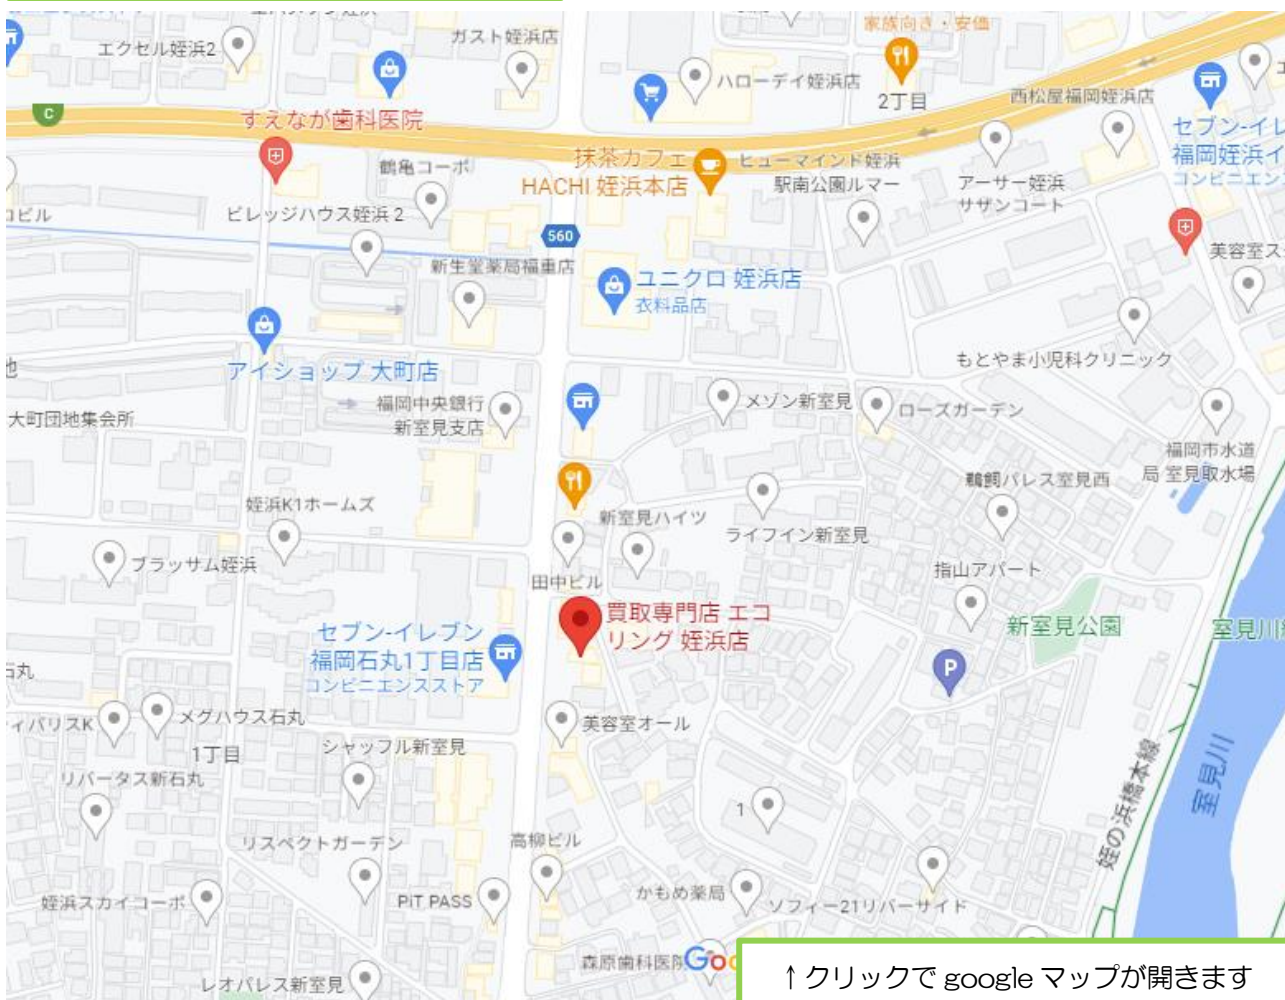 家族向き・安価
エクセル姪浜2
ガスト姪浜店
ハローデイ姪浜店
2丁目
西松屋福岡姪浜店
C
すえなが歯科医院
セブン-イレ
福岡姪浜イ
コンビニエン
鶴亀コーポ
抹茶カフェ
HACHI 姪浜本店
ヒューマインド姪浜
駅南公園ルマー
アーサー姪浜
サザンコート
コビル
ビレッジハウス姪浜 2
560
美容室ス
新生堂薬局福重店
ユニクロ 姪浜店
衣料品店
もとやま小児科クリニック
アイショップ 大町店
大町団地集会所
福岡中央銀行
新室見支店
メゾン新室見
ローズガーデン
福岡市水道
局 室見取水場
鵜飼パレス室見西
姪浜K1ホームズ
新室見ハイツ
ライフイン新室見
ブラッサム姪浜
田中ビル
指山アパート
買取専門店 エコ
リング 姪浜店
新室見公園
室見川緑
セブン-イレブン
福岡石丸1丁目店
コンビニエンスストア
石丸
P
ィバリスK
メグハウス石丸
美容室オール
1丁目
シャッフル新室見
リバータス新石丸
室見川
姪の浜橋本線
1
リスペクトガーデン
高柳ビル
姪浜スカイコーポ
PiT PASS
かもめ薬局
ソフィー21リバーサイド
森原歯科医院
Goo
レオパレス新室見
↑クリックで google マップが開きます